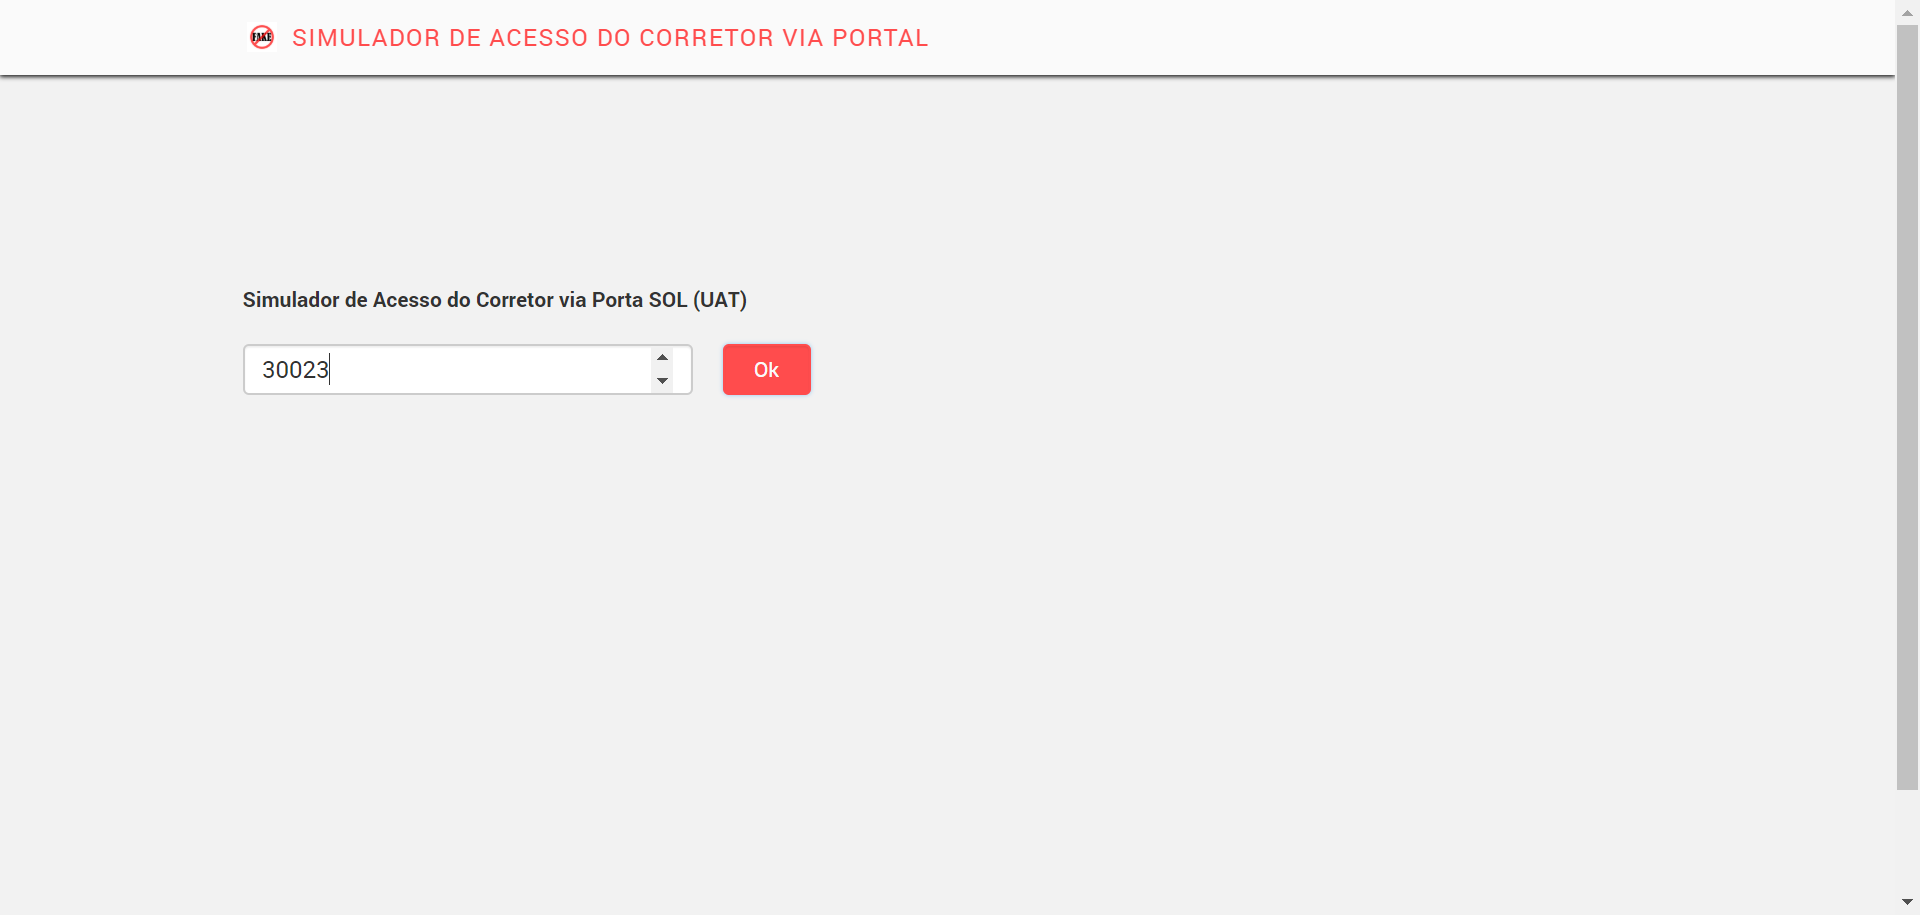 FAKE
SIMULADOR DE ACESSO DO CORRETOR VIA PORTAL
Simulador de Acesso do Corretor via Porta SOL (UAT)
30023
Ok